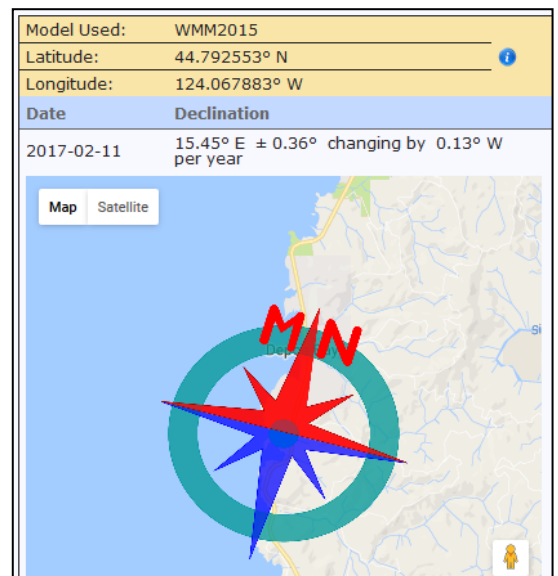 Model Used: WMM2015
Latitude: 44.792553° N
Longitude: 124.067883° W
Date Declination
2017-02-11 15.45° E ± 0.36° changing by 0.13° W
per year
Map Satellite
MN
si